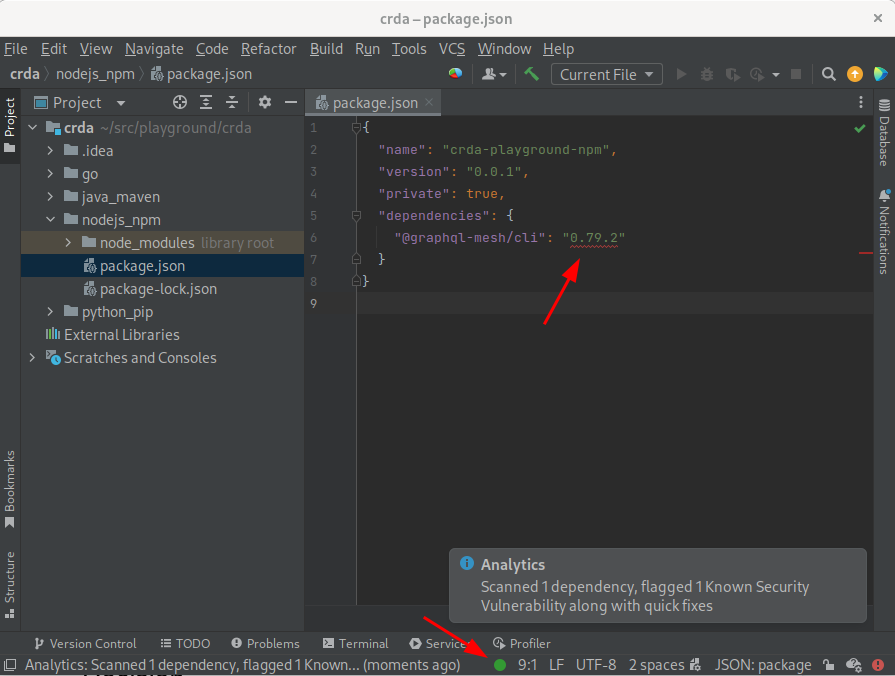 crda – package.json
File Edit View Navigate Code Refactor Build Run Tools VCS Window Help
crda nodejs_npm package.json Current File
Project
Project
package.json
crda ~/src/playground/crda
.idea
go
java_maven
nodejs_npm
node_modules library root
package.json
package-lock.json
python_pip
External Libraries
Scratches and Consoles
1 {
2 "name": "crda-playground-npm",
3 "version": "0.0.1",
4 "private": true,
5 "dependencies": {
6 "@graphql-mesh/cli": "0.79.2"
7 }
8 }
9
Database
Notifications
Bookmarks
Structure
Analytics
Scanned 1 dependency, flagged 1 Known Security
Vulnerability along with quick fixes
Version Control TODO Problems Terminal Service Profiler
Analytics: Scanned 1 dependency, flagged 1 Known... (moments ago) 9:1 LF UTF-8 2 spaces JSON: package